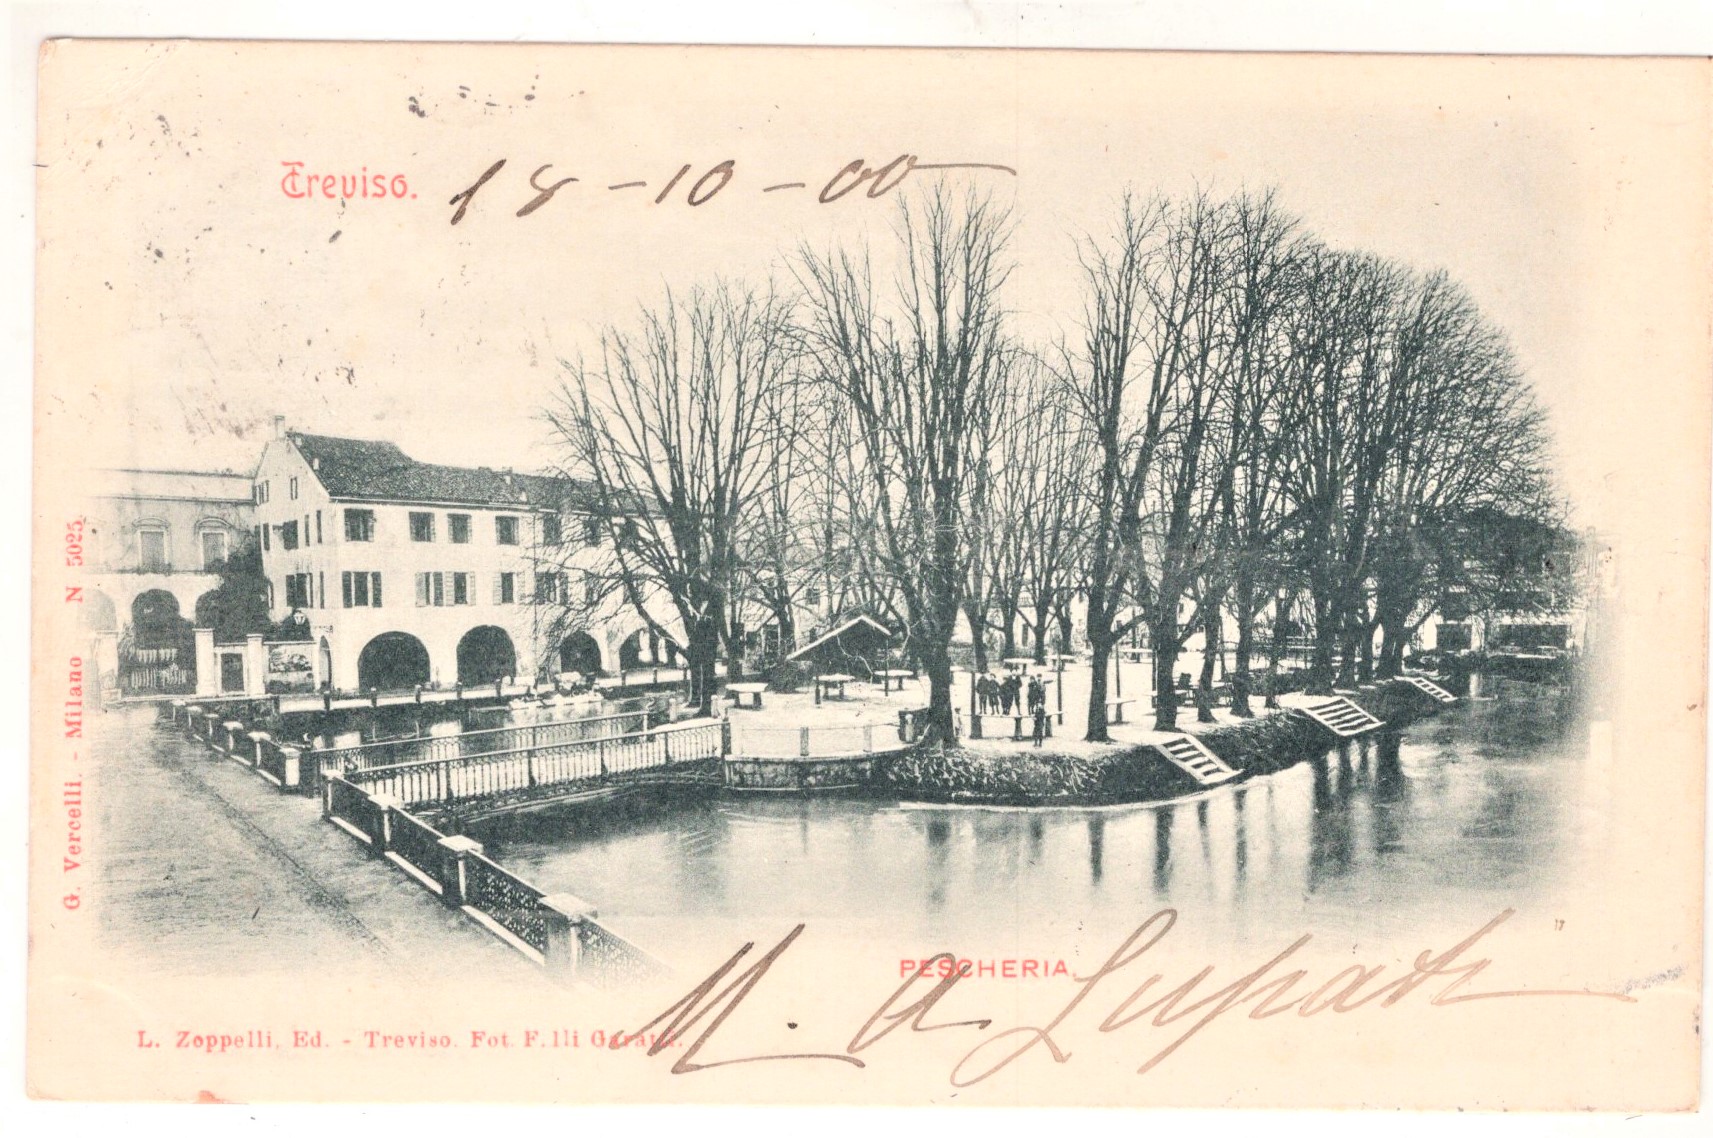 Treviso.
18-10-00
G. Vercelli. - Milano N 5025
PESCHERIA.
M. A Lupati
L. Zoppelli, Ed. - Treviso. Fot. F.lli Garatti.